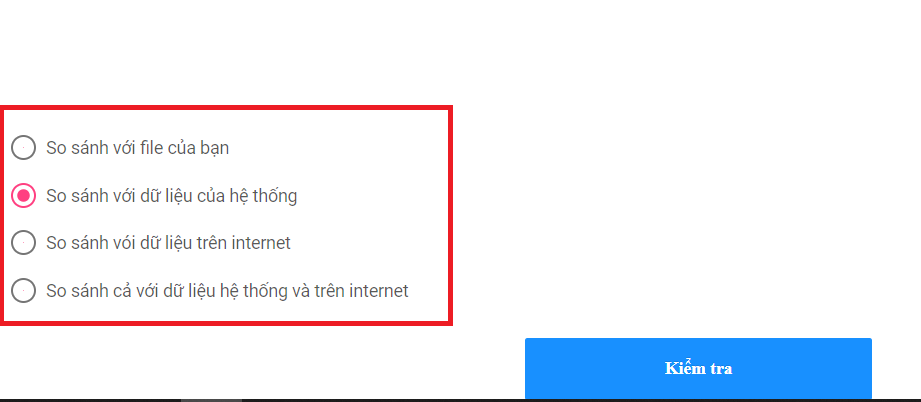 So sánh với file của bạn
So sánh với dữ liệu của hệ thống
So sánh vói dữ liệu trên internet
So sánh cả với dữ liệu hệ thống và trên internet
Kiểm tra